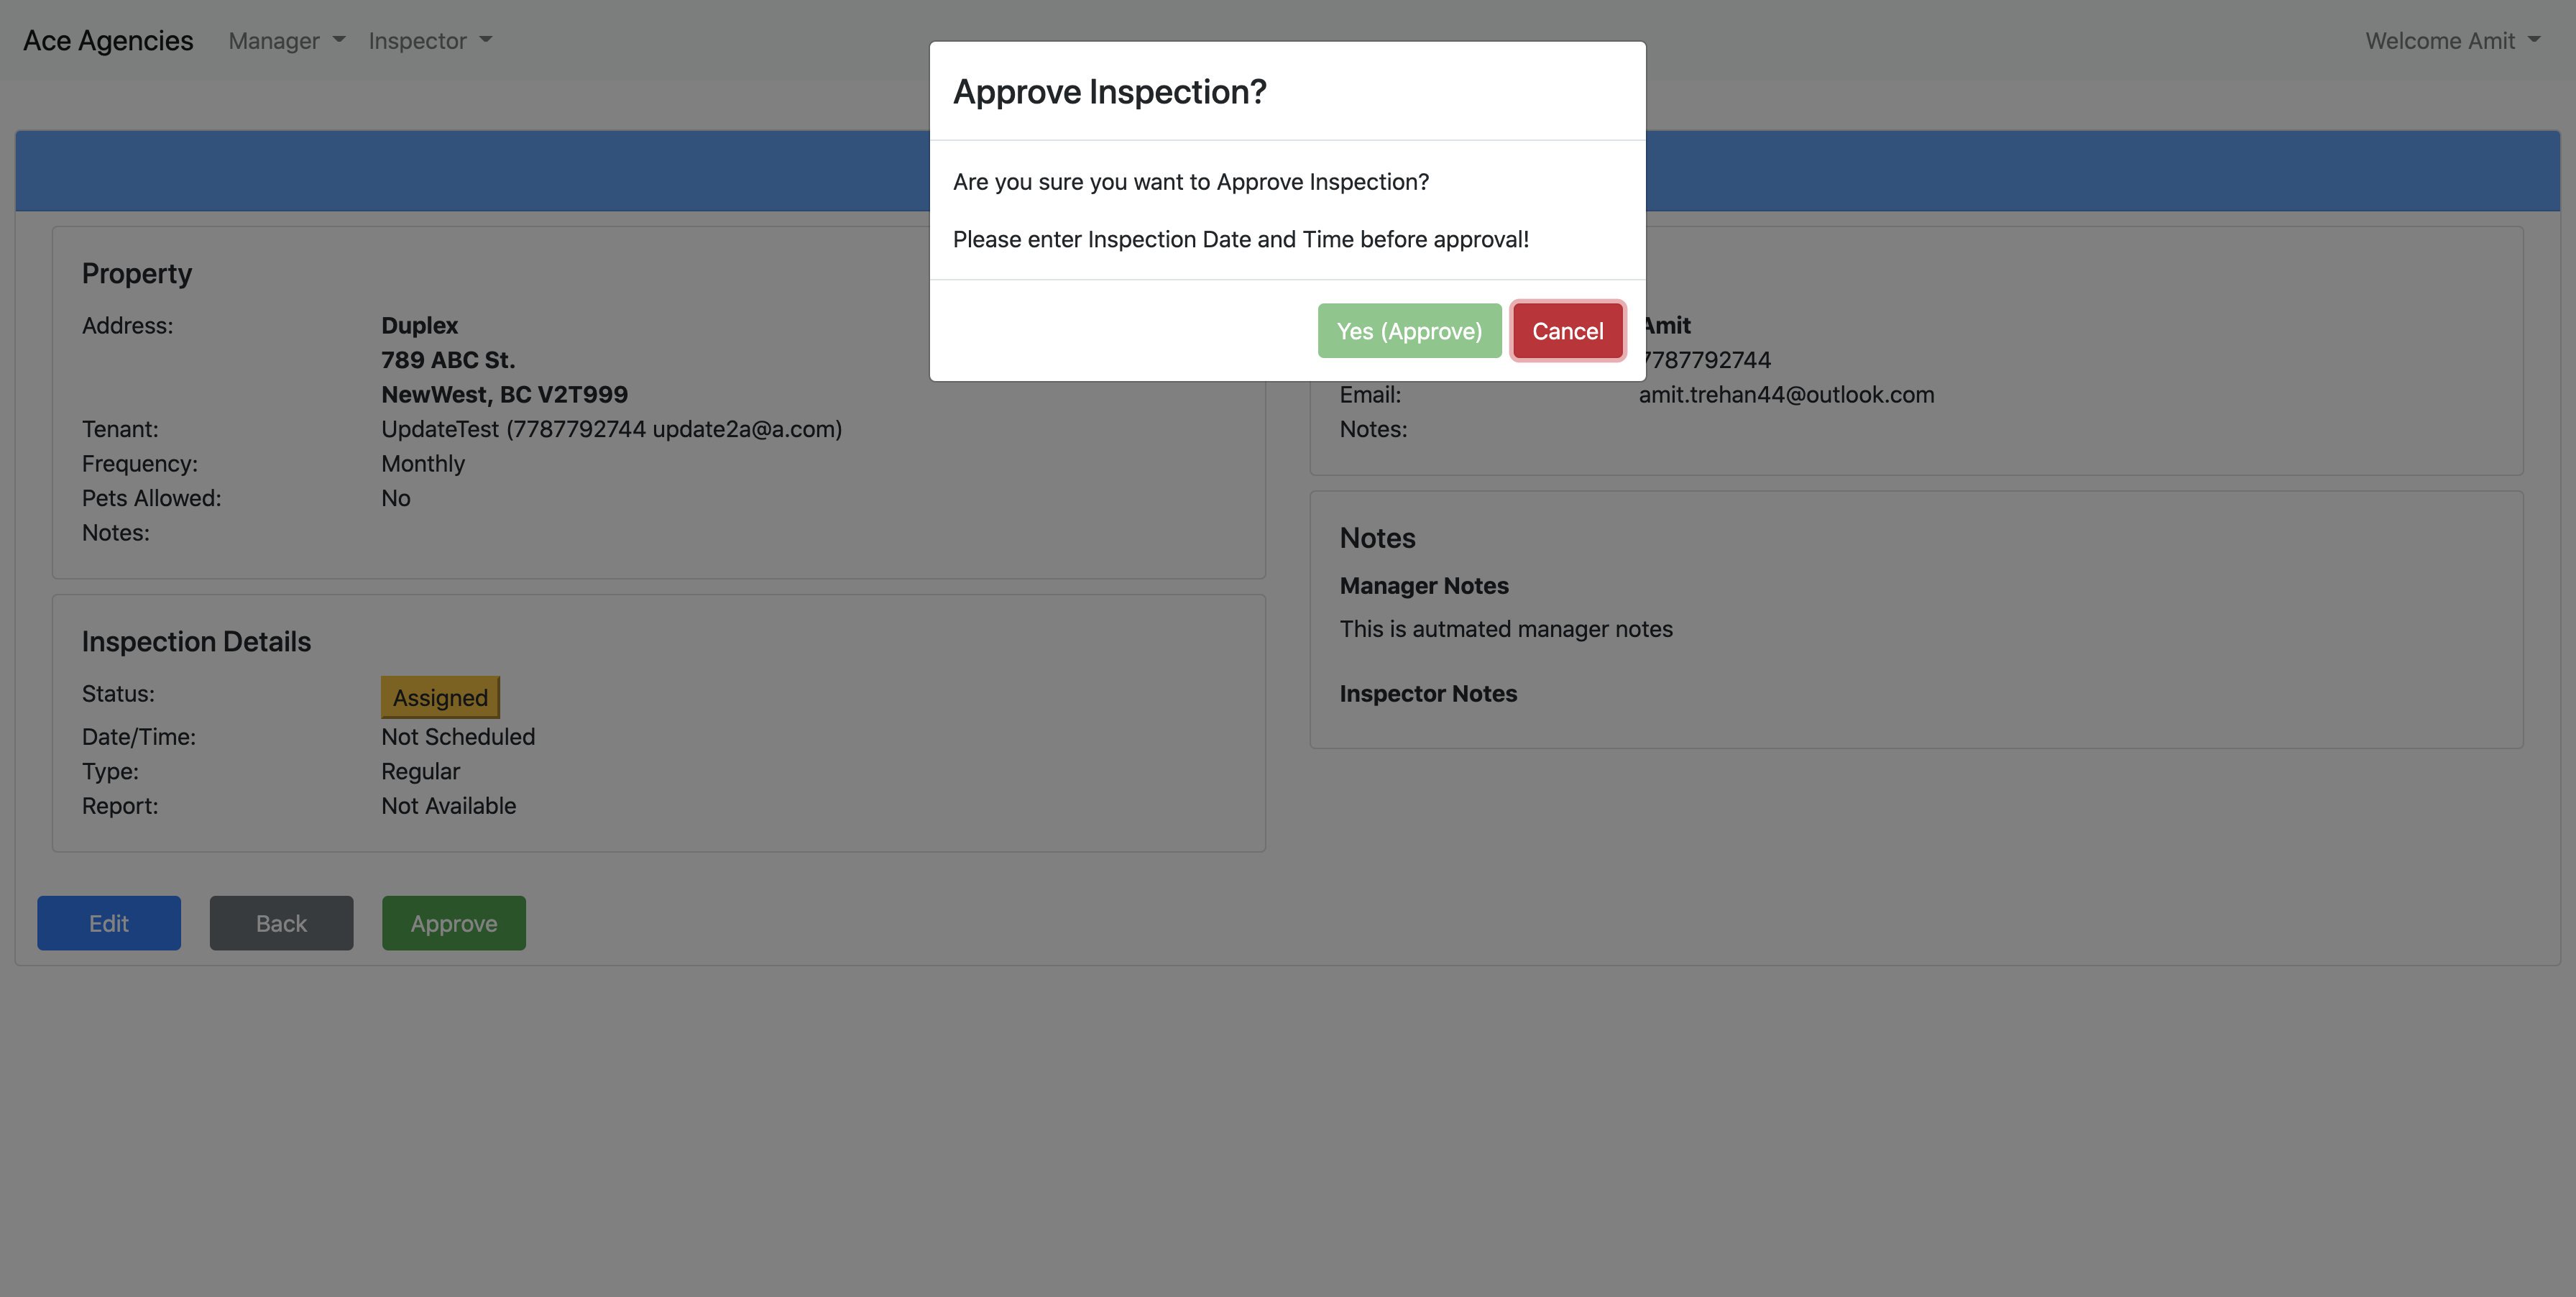 Ace Agencies Manager Inspector Welcome Amit
Approve Inspection?
Are you sure you want to Approve Inspection?
Please enter Inspection Date and Time before approval!
Yes (Approve) Cancel
Property
Address: Duplex
789 ABC St.
NewWest, BC V2T999
Tenant: UpdateTest (7787792744 update2a@a.com)
Frequency: Monthly
Pets Allowed: No
Notes:
Inspection Details
Status: Assigned
Date/Time: Not Scheduled
Type: Regular
Report: Not Available
Amit
7787792744
Email: amit.trehan44@outlook.com
Notes:
Notes
Manager Notes
This is autmated manager notes
Inspector Notes
Edit Back Approve